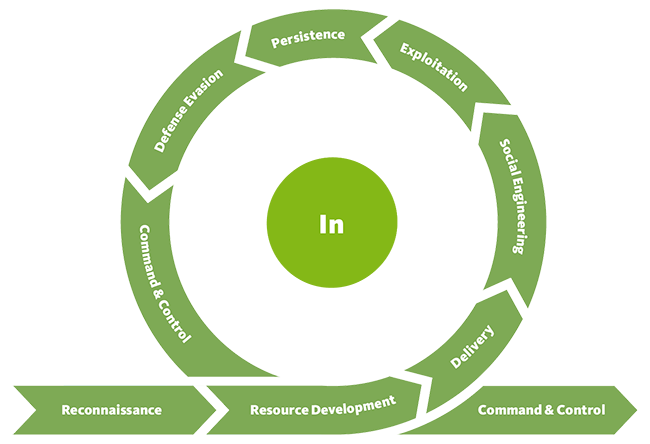 Reconnaissance
Resource Development
Delivery
Social Engineering
Exploitation
Persistence
Defense Evasion
Command & Control
Command & Control
In